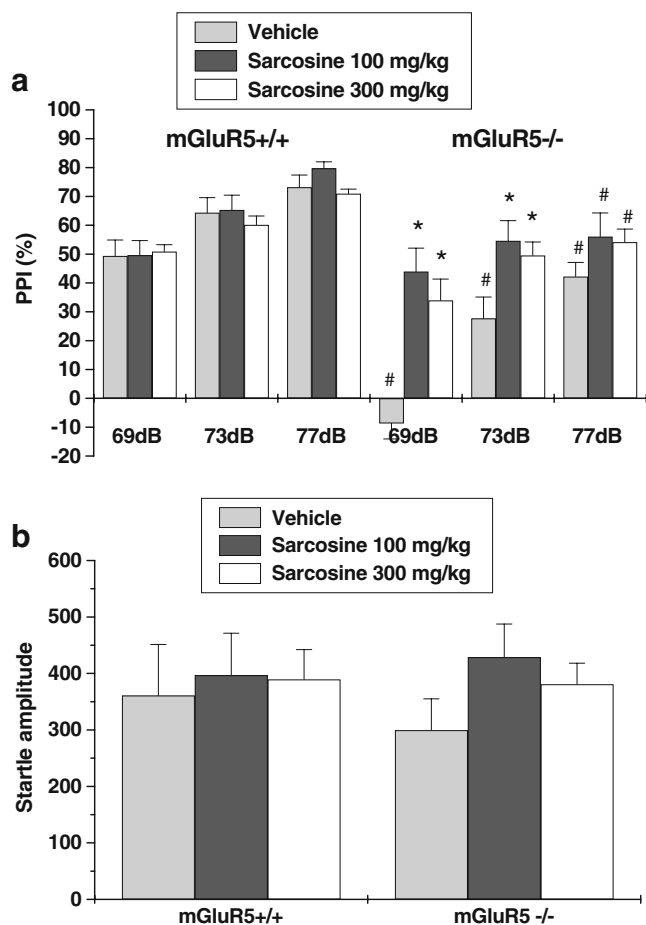 Vehicle
Sarcosine 100 mg/kg
Sarcosine 300 mg/kg
a
100
90
80
70
60
50
40
30
20
10
0
-10
-20
PPI (%)
mGluR5+/+
mGluR5-/-
#
*
*
#
*
*
#
#
#
69dB
73dB
77dB
69dB
73dB
77dB
b
Vehicle
Sarcosine 100 mg/kg
Sarcosine 300 mg/kg
600
500
400
300
200
100
0
Startle amplitude
mGluR5+/+
mGluR5 -/-